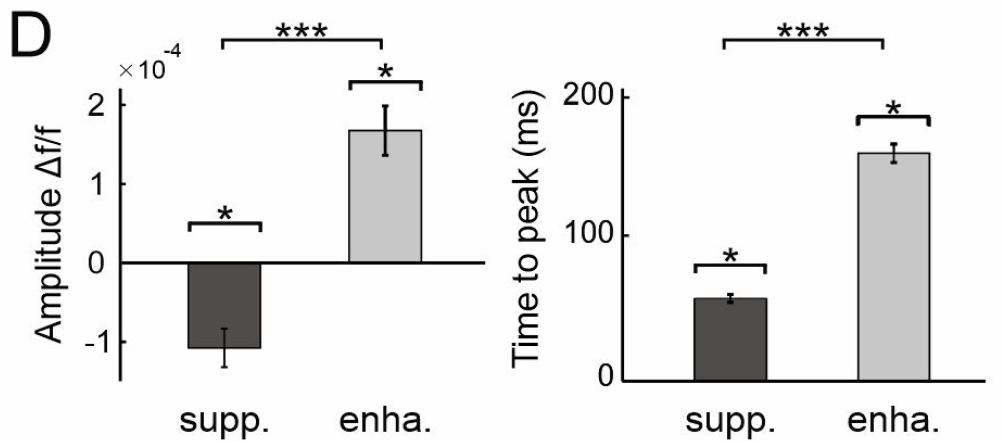 D
***
×10⁻⁴
*
2
1
*
0
-1
Amplitude Δf/f
supp. enha.
***
200
*
100
*
0
Time to peak (ms)
supp. enha.